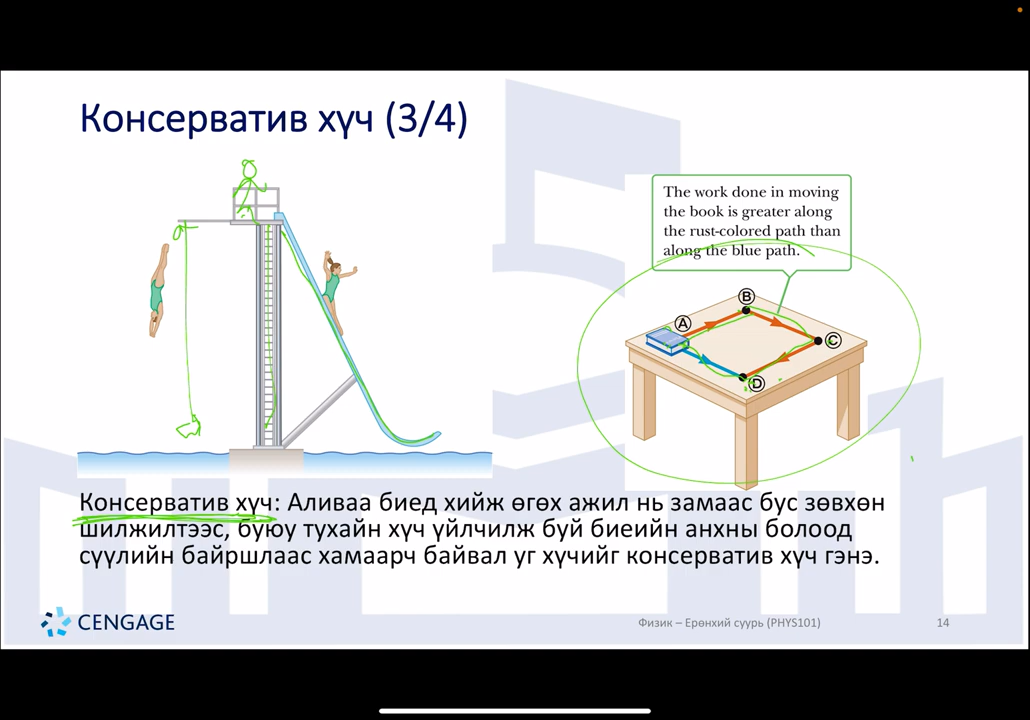 Консерватив хүч (3/4)
The work done in moving
the book is greater along
the rust-colored path than
along the blue path.
B
A
C
D
Консерватив хүч: Аливаа биед хийж өгөх ажил нь замаас бус зөвхөн
шилжилтээс, буюу тухайн хүч үйлчилж буй биеийн анхны болоод
сүүлийн байршлаас хамаарч байвал уг хүчийг консерватив хүч гэнэ.
CENGAGE
Физик – Ерөнхий суурь (PHYS101)
14